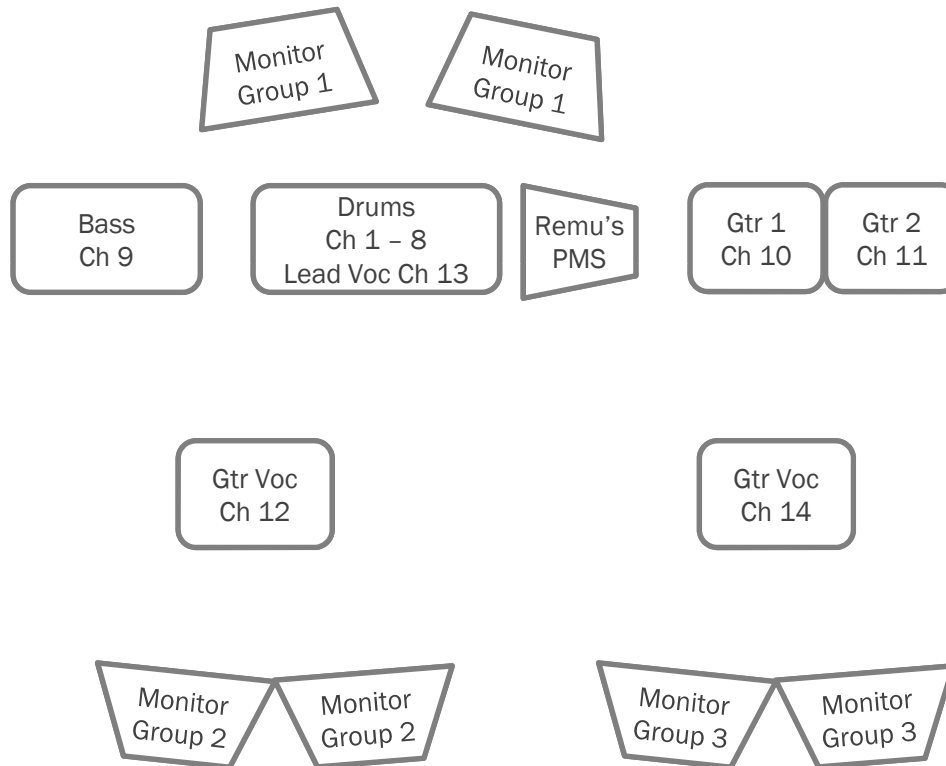 Monitor
Group 1
Monitor
Group 1
Bass
Ch 9
Drums
Ch 1 – 8
Lead Voc Ch 13
Remu's
PMS
Gtr 1
Ch 10
Gtr 2
Ch 11
Gtr Voc
Ch 12
Gtr Voc
Ch 14
Monitor
Group 2
Monitor
Group 2
Monitor
Group 3
Monitor
Group 3